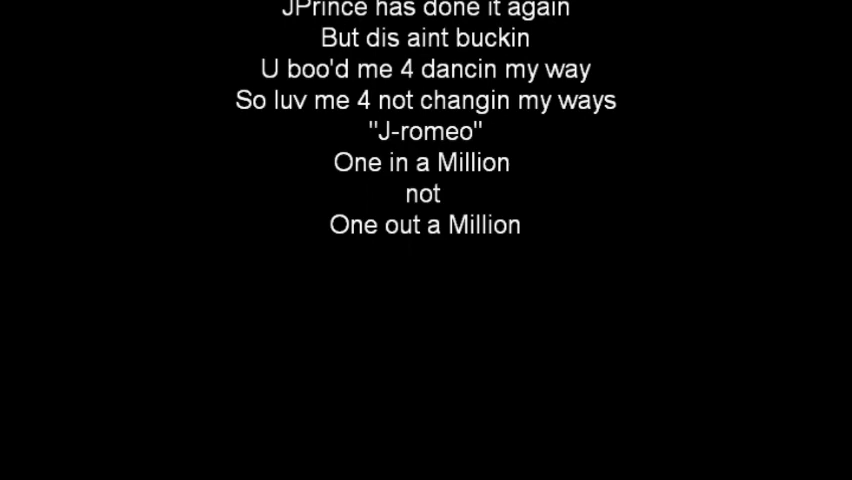 JPrince has done it again
But dis aint buckin
U boo'd me 4 dancin my way
So luv me 4 not changin my ways
"J-romeo"
One in a Million
not
One out a Million